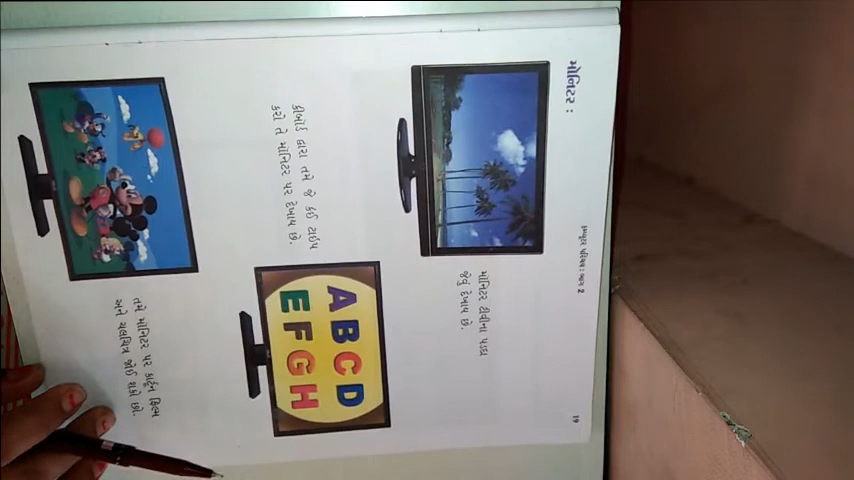 કમ્પ્યૂટર પરિચય : ભાગ 2
19
મોનિટર :
મોનિટર ટીવીના પડદા
જેવું દેખાય છે.
A B C D
E F G H
કીબોર્ડ દ્વારા તમે જે કંઈ ટાઈપ
કરો તે મોનિટર પર દેખાય છે.
તમે મોનિટર પર કાર્ટૂન ફિલ્મ
અને ચલચિત્ર જોઈ શકો છો.